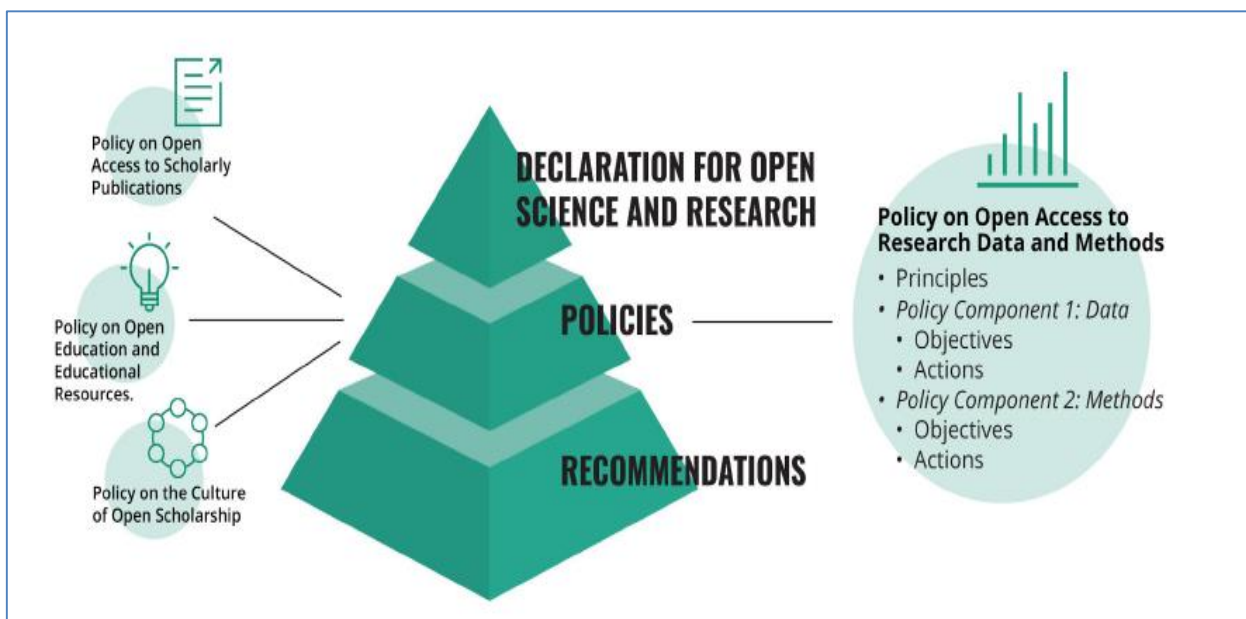 Policy on Open
Access to Scholarly
Publications
Policy on Open
Education and
Educational
Resources.
Policy on the Culture
of Open Scholarship
DECLARATION FOR OPEN
SCIENCE AND RESEARCH
POLICIES
RECOMMENDATIONS
Policy on Open Access to
Research Data and Methods
• Principles
• Policy Component 1: Data
• Objectives
• Actions
• Policy Component 2: Methods
• Objectives
• Actions